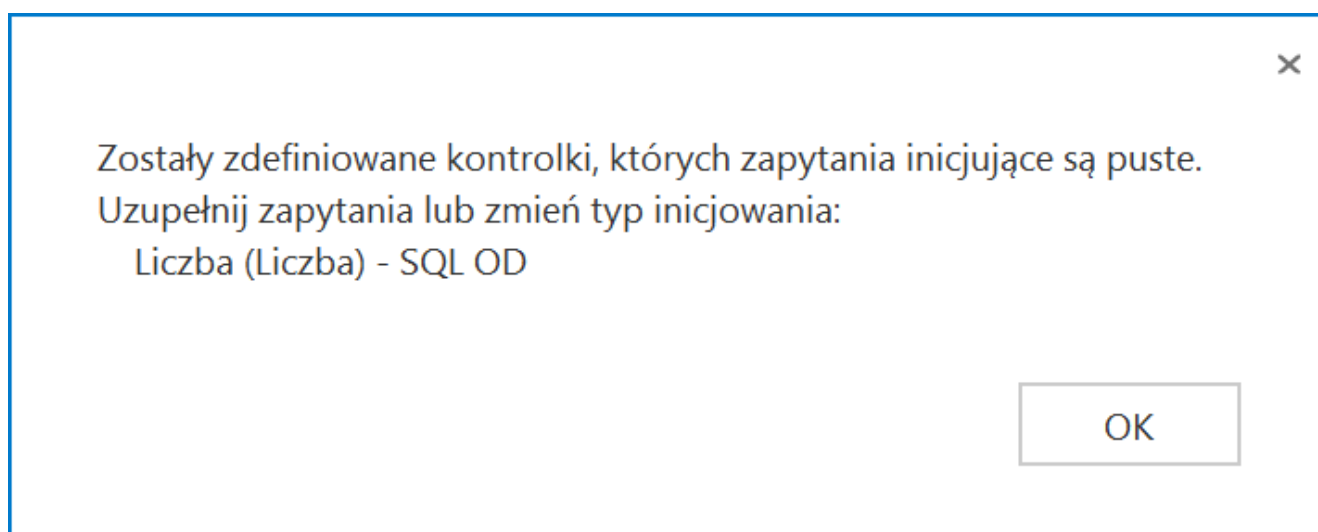 Zostały zdefiniowane kontrolki, których zapytania inicjujące są puste.
Uzupełnij zapytania lub zmień typ inicjowania:
Liczba (Liczba) - SQL OD
OK